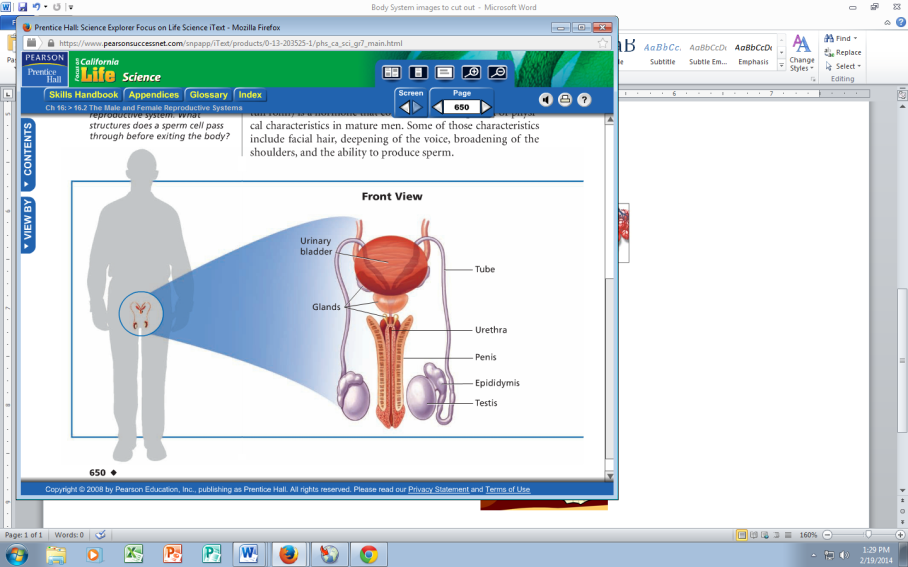 Body System images to cut out - Microsoft Word
Prentice Hall: Science Explorer Focus on Life Science iText - Mozilla Firefox
https://www.pearsonsuccessnet.com/snpapp/iText/products/0-13-203525-1/phs_ca_sci_gr7_main.html
PEARSON
Prentice
Hall
Focus on
California
Life Science
Skills Handbook Appendices Glossary Index
Ch 16: > 16.2 The Male and Female Reproductive Systems
Screen
Page
650
?
AaBbCc. AaBbCcDc AaBbCcDc
Subtitle Subtle Em... Emphasis
Change
Styles
Find
Replace
Select
Editing
CONTENTS
VIEW BY
reproductive system. What
structures does a sperm cell pass
through before exiting the body?
cal characteristics in mature men. Some of those characteristics
include facial hair, deepening of the voice, broadening of the
shoulders, and the ability to produce sperm.
Front View
Urinary
bladder
Tube
Glands
Urethra
Penis
Epididymis
Testis
650
Copyright © 2008 by Pearson Education, Inc., publishing as Prentice Hall. All rights reserved. Please read our Privacy Statement and Terms of Use
Page: 1 of 1 Words: 0
160%
1:29 PM
2/19/2014